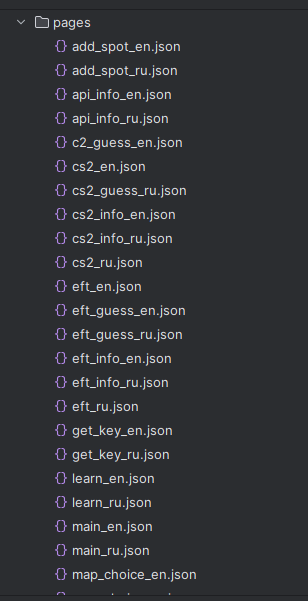 pages
add_spot_en.json
add_spot_ru.json
api_info_en.json
api_info_ru.json
c2_guess_en.json
cs2_en.json
cs2_guess_ru.json
cs2_info_en.json
cs2_info_ru.json
cs2_ru.json
eft_en.json
eft_guess_en.json
eft_guess_ru.json
eft_info_en.json
eft_info_ru.json
eft_ru.json
get_key_en.json
get_key_ru.json
learn_en.json
learn_ru.json
main_en.json
main_ru.json
map_choice_en.json